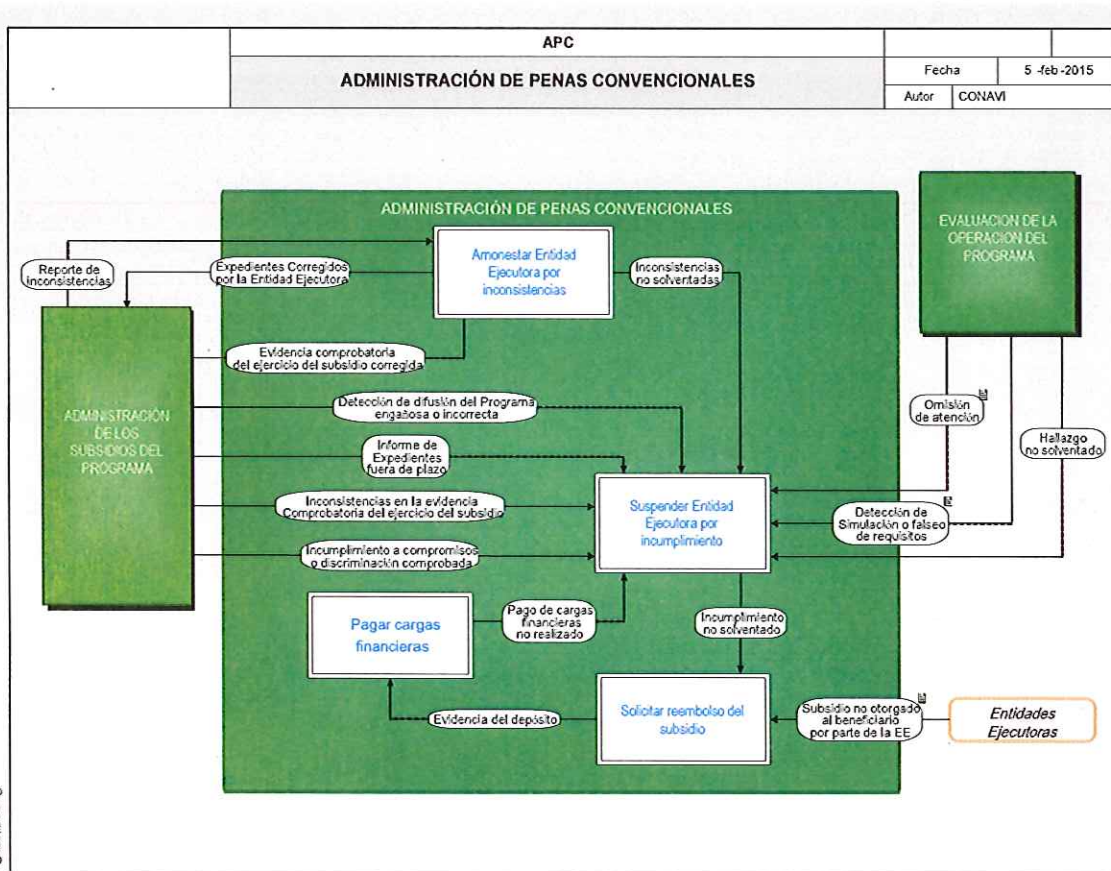 APC
ADMINISTRACIÓN DE PENAS CONVENCIONALES
Fecha
5 -feb -2015
Autor
CONAVI
ADMINISTRACIÓN DE PENAS CONVENCIONALES
EVALUACION DE LA
OPERACION DEL
PROGRAMA
Reporte de
Inconsistencias
Expedientes Corregidos
por la Entidad Ejecutora
Amonestar Entidad
Ejecutora por
inconsistencias
Inconsistencias
no solventadas
Evidencia comprobatoria
del ejercicio del subsidio corregida
ADMINISTRACIÓN
DE LOS
SUBSIDIOS DEL
PROGRAMA
Detección de difusión del Programa
engañosa o incorrecta
Omisión
de atención
Informe de
Expedientes
fuera de plazo
Hallazgo
no solventado
Inconsistencias en la evidencia
Comprobatoria del ejercicio del subsidio
Suspender Entidad
Ejecutora por
incumplimiento
Detección de
Simulación o falseo
de requisitos
Incumplimiento a compromisos
o discriminación comprobada
Pagar cargas
financieras
Pago de cargas
financieras
no realizado
Incumplimiento
no solventado
Evidencia del depósito
Solicitar reembolso del
subsidio
Subsidio no otorgado
al beneficiario
por parte de la EE
Entidades
Ejecutoras